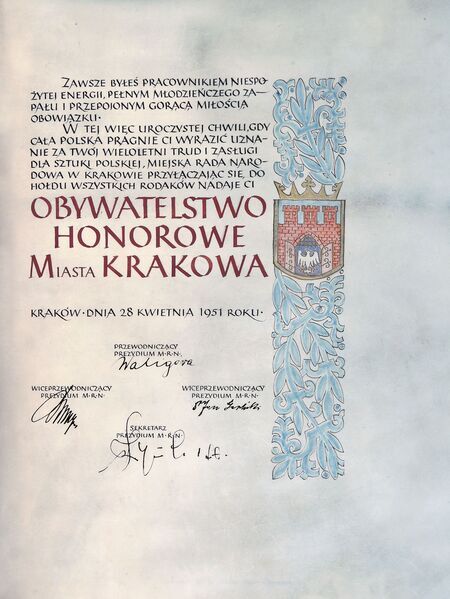 ZAWSZE BYŁEŚ PRACOWNIKIEM NIESPO
ŻYTEJ ENERGII, PEŁNYM MŁODZIEŃCZEGO ZA-
PAŁU I PRZEPOJONYM GORĄCĄ MIŁOŚCIĄ
OBOWIĄZKU·
W TEJ WIĘC UROCZYSTEJ CHWILI, GDY
CAŁA POLSKA PRAGNIE CI WYRAZIĆ UZNA-
NIE ZA TWÓJ WIELOLETNI TRUD I ZASŁUGI
DLA SZTUKI POLSKIEJ, MIEJSKA RADA NARO-
DOWA W KRAKOWIE PRZYŁĄCZAJĄC SIĘ DO
HOŁDU WSZYSTKICH RODAKÓW NADAJE CI
OBYWATELSTWO
HONOROWE
MIASTA KRAKOWA
KRAKÓW·DNIA 28 KWIETNIA 1951 ROKU·
PRZEWODNICZĄCY
PREZYDIUM M·R·N·
WICEPRZEWODNICZĄCY
PREZYDIUM M·R·N·
WICEPRZEWODNICZĄCY
PREZYDIUM M·R·N·
SEKRETARZ
PREZYDIUM M·R·N·